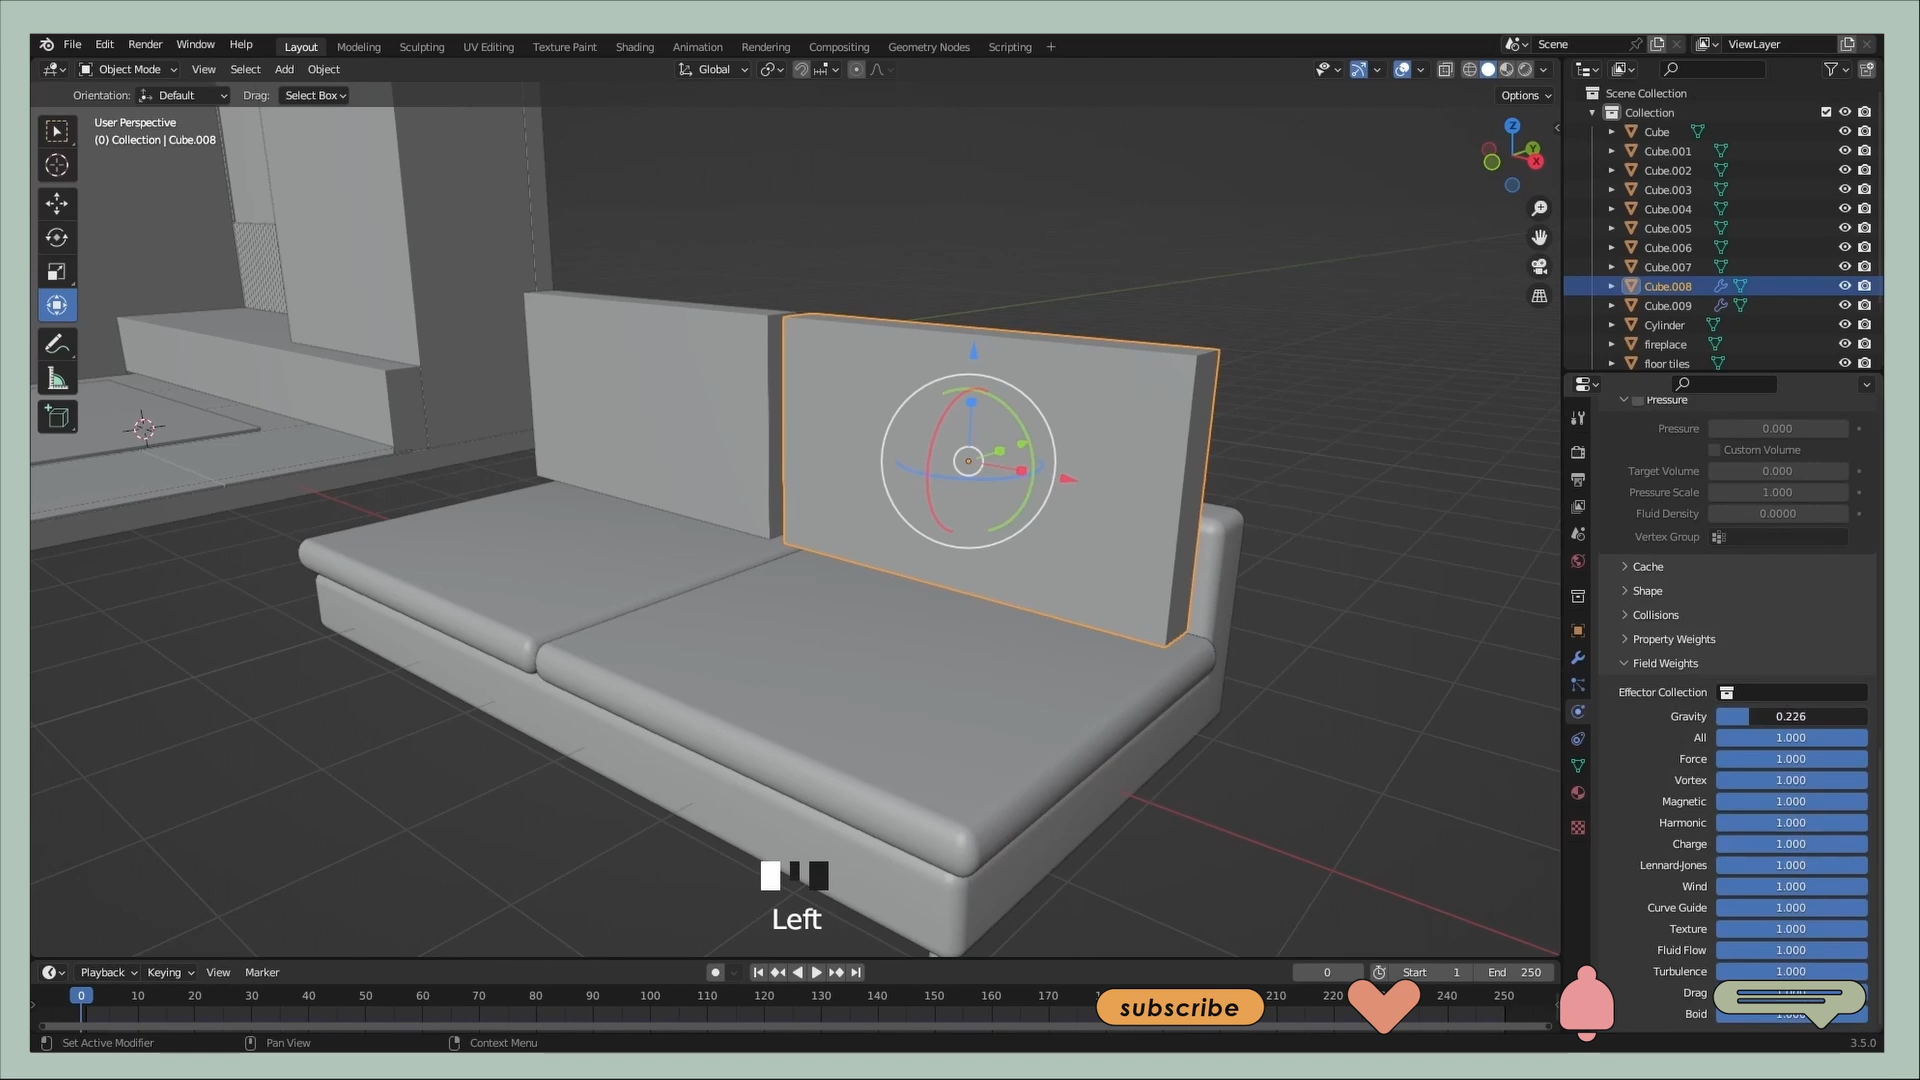 File Edit Render Window Help Layout Modeling Sculpting UV Editing Texture Paint Shading Animation Rendering Compositing Geometry Nodes Scripting + Scene ViewLayer
Object Mode View Select Add Object Global
Orientation: Default Drag: Select Box Options
User Perspective
(0) Collection | Cube.008
Z
Y
X
Scene Collection
Collection
Cube
Cube.001
Cube.002
Cube.003
Cube.004
Cube.005
Cube.006
Cube.007
Cube.008
Cube.009
Cylinder
fireplace
floor tiles
Pressure
Pressure 0.000
Custom Volume
Target Volume 0.000
Pressure Scale 1.000
Fluid Density 0.0000
Vertex Group
Cache
Shape
Collisions
Property Weights
Field Weights
Effector Collection
Gravity 0.226
All 1.000
Force 1.000
Vortex 1.000
Magnetic 1.000
Harmonic 1.000
Charge 1.000
Lennard-Jones 1.000
Wind 1.000
Curve Guide 1.000
Texture 1.000
Fluid Flow 1.000
Turbulence 1.000
Drag
Boid
Left
Playback Keying View Marker 0 Start 1 End 250
0 10 20 30 40 50 60 70 80 90 100 110 120 130 140 150 160 170 210 220 240 250
subscribe
Set Active Modifier Pan View Context Menu 3.5.0